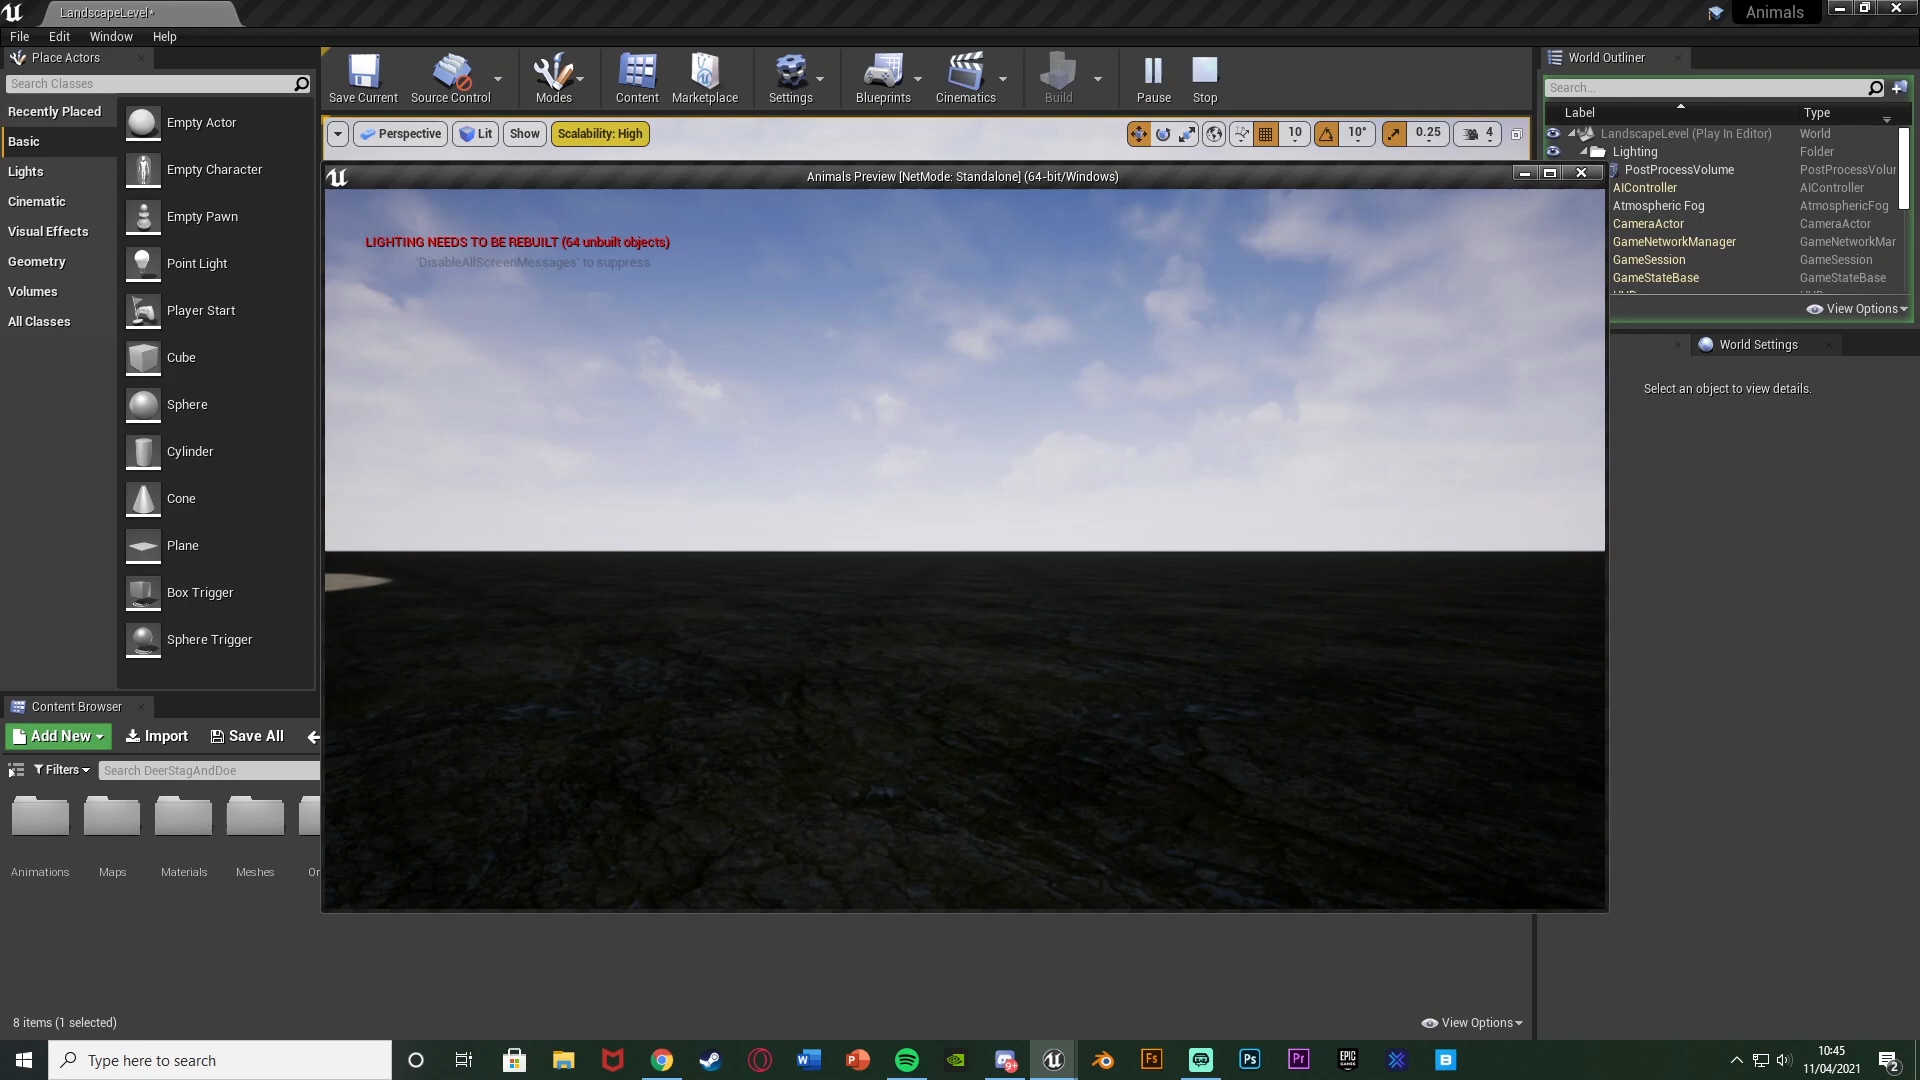 LandscapeLevel*
Animals
File Edit Window Help
Place Actors
Search Classes
Recently Placed
Basic
Lights
Cinematic
Visual Effects
Geometry
Volumes
All Classes
Empty Actor
Empty Character
Empty Pawn
Point Light
Player Start
Cube
Sphere
Cylinder
Cone
Plane
Box Trigger
Sphere Trigger
Save Current
Source Control
Modes
Content
Marketplace
Settings
Blueprints
Cinematics
Build
Pause
Stop
Perspective
Lit
Show
Scalability: High
10
10°
0.25
4
Animals Preview [NetMode: Standalone] (64-bit/Windows)
LIGHTING NEEDS TO BE REBUILT (64 unbuilt objects)
'DisableAllScreenMessages' to suppress
World Outliner
Search...
Label Type
LandscapeLevel (Play In Editor) World
Lighting Folder
PostProcessVolume PostProcessVolu
AIController AIController
Atmospheric Fog AtmosphericFog
CameraActor CameraActor
GameNetworkManager GameNetworkMar
GameSession GameSession
GameStateBase GameStateBase
View Options
World Settings
Select an object to view details.
Content Browser
Add New Import Save All
Filters
Search DeerStagAndDoe
Animations
Maps
Materials
Meshes
Or
8 items (1 selected)
View Options
Type here to search
9+
10:45
11/04/2021
2